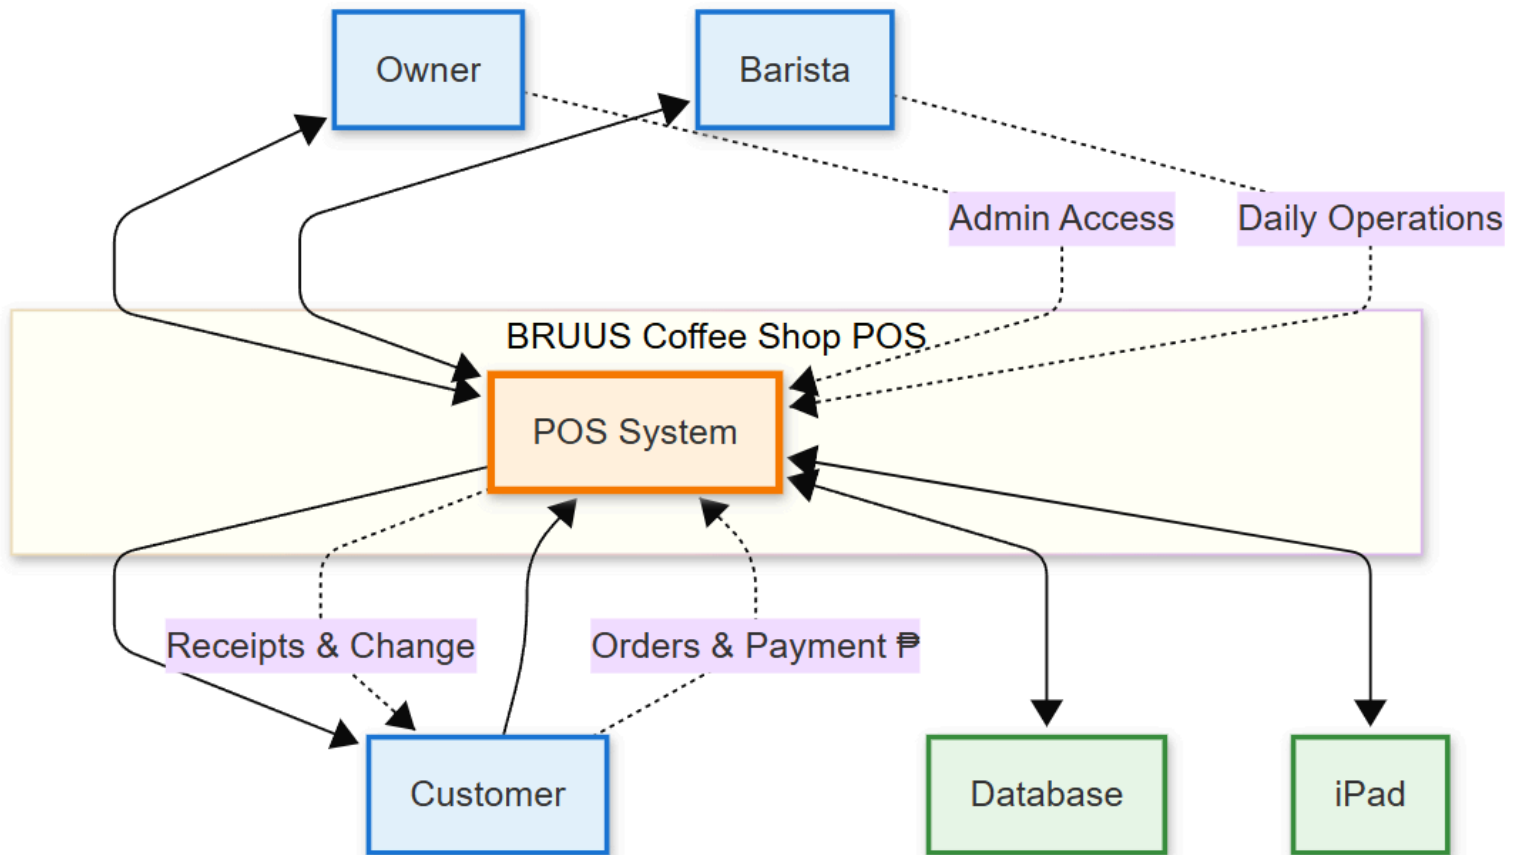 Owner
Barista
Admin Access
Daily Operations
BRUUS Coffee Shop POS
POS System
Receipts & Change
Orders & Payment ₱
Customer
Database
iPad